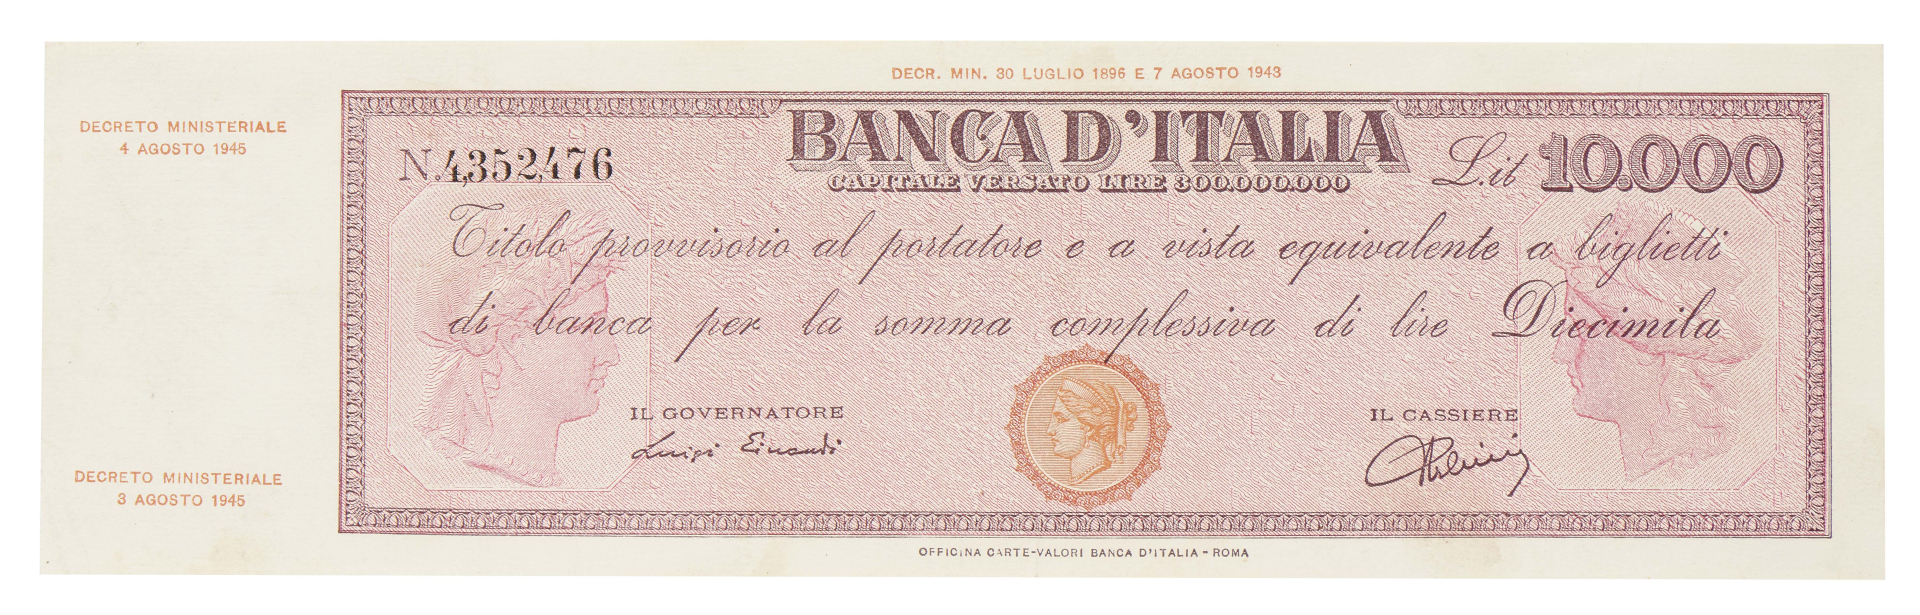 DECR. MIN. 30 LUGLIO 1896 E 7 AGOSTO 1943
DECRETO MINISTERIALE
4 AGOSTO 1945
BANCA D'ITALIA
CAPITALE VERSATO LIRE 300.000.000
N.4,352,476
L.it 10.000
Titolo provvisorio al portatore e a vista equivalente a biglietti
di banca per la somma complessiva di lire Diecimila
IL GOVERNATORE
Luigi Einaudi
IL CASSIERE
DECRETO MINISTERIALE
3 AGOSTO 1945
OFFICINA CARTE-VALORI BANCA D'ITALIA - ROMA